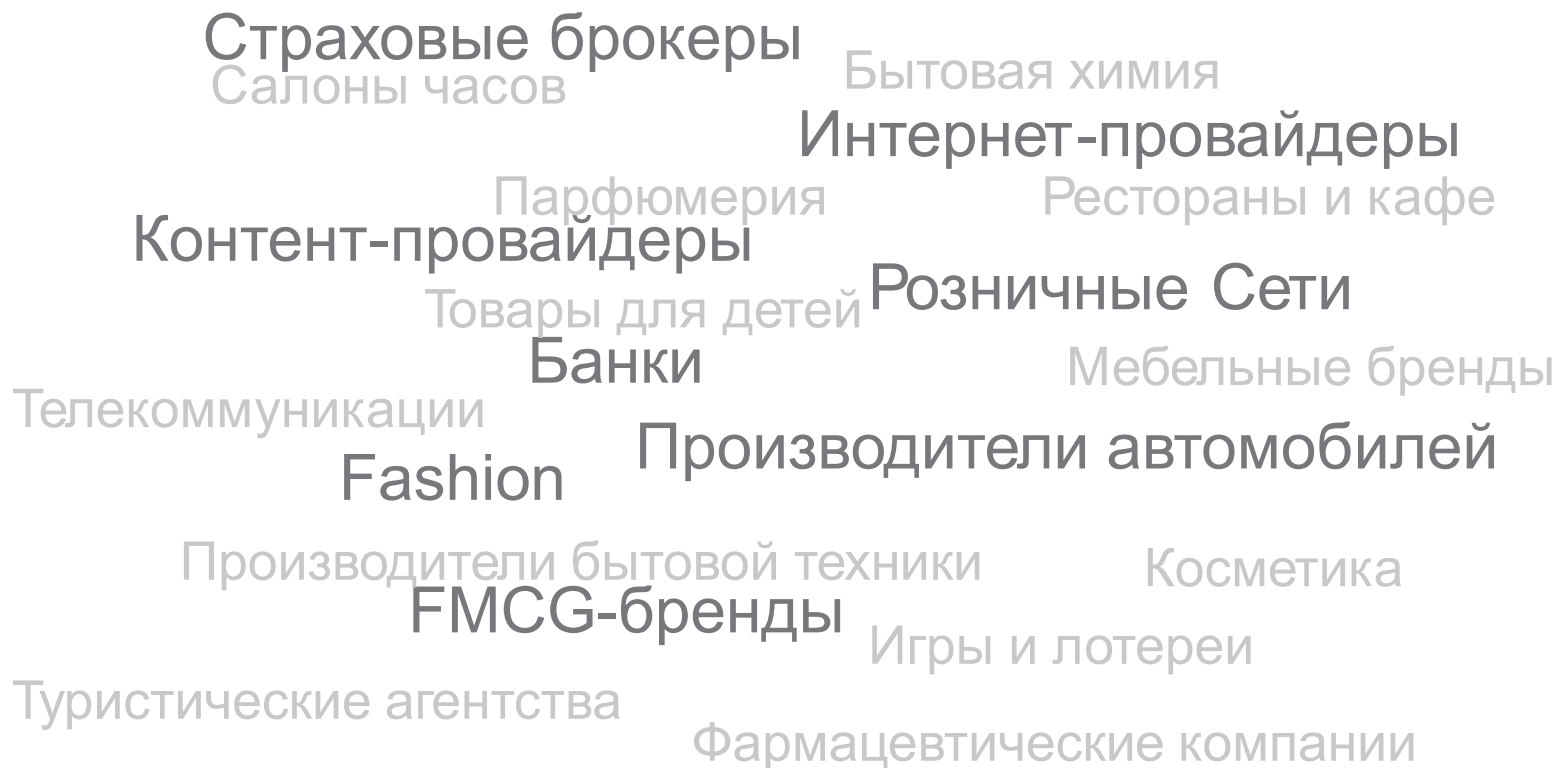 Страховые брокеры
Салоны часов
Бытовая химия
Интернет-провайдеры
Парфюмерия
Рестораны и кафе
Контент-провайдеры
Розничные Сети
Товары для детей
Банки
Мебельные бренды
Телекоммуникации
Производители автомобилей
Fashion
Производители бытовой техники
Косметика
FMCG-бренды
Игры и лотереи
Туристические агентства
Фармацевтические компании